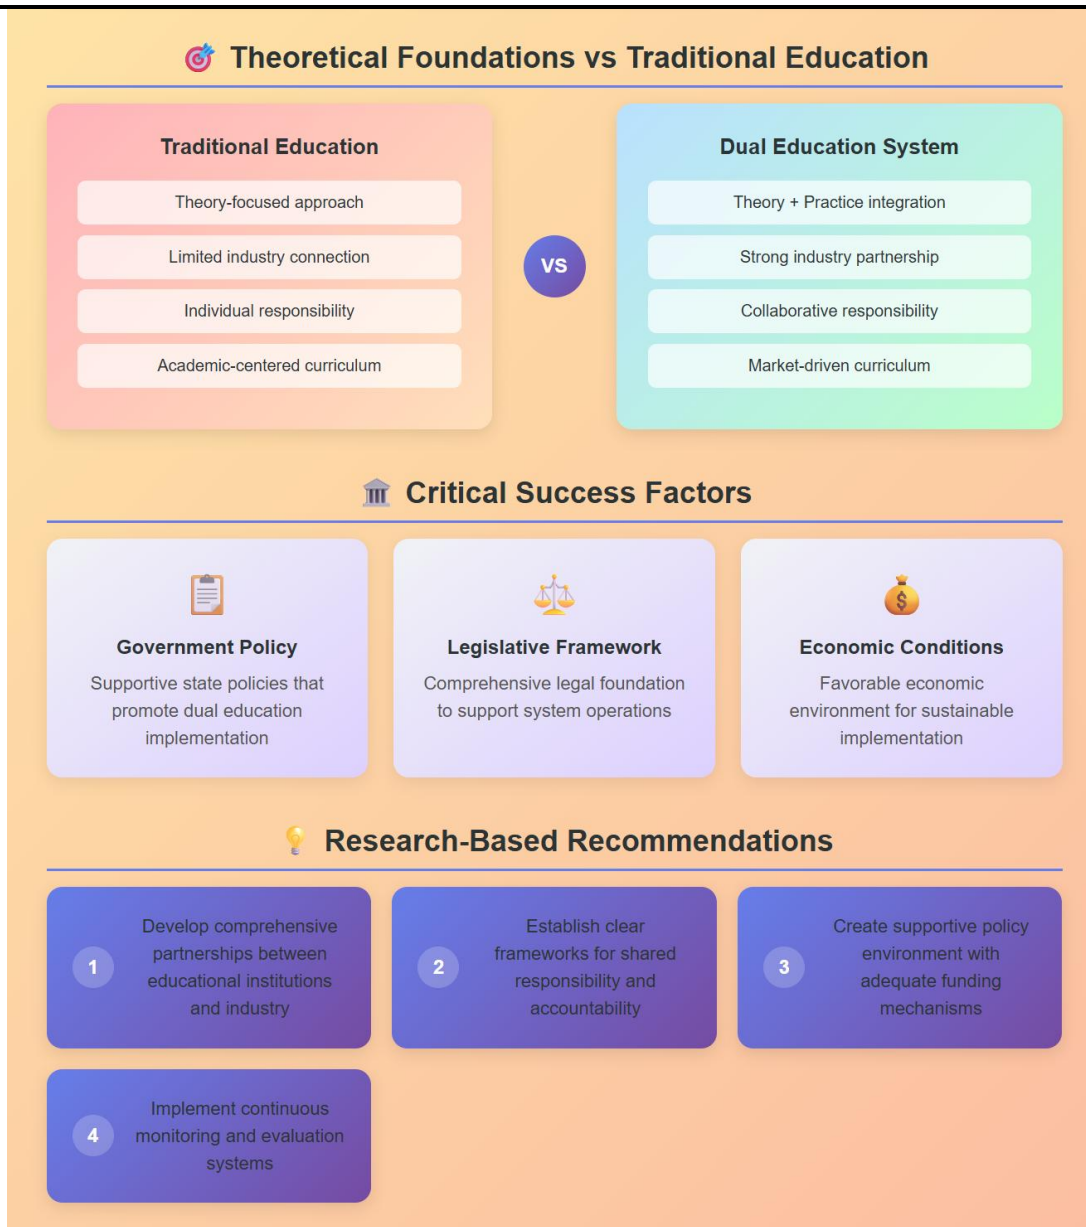 Theoretical Foundations vs Traditional Education
Traditional Education
Theory-focused approach
Limited industry connection
Individual responsibility
Academic-centered curriculum
VS
Dual Education System
Theory + Practice integration
Strong industry partnership
Collaborative responsibility
Market-driven curriculum
Critical Success Factors
Government Policy
Supportive state policies that
promote dual education
implementation
Legislative Framework
Comprehensive legal foundation
to support system operations
$
Economic Conditions
Favorable economic
environment for sustainable
implementation
Research-Based Recommendations
1
Develop comprehensive
partnerships between
educational institutions
and industry
2
Establish clear
frameworks for shared
responsibility and
accountability
3
Create supportive policy
environment with
adequate funding
mechanisms
4
Implement continuous
monitoring and evaluation
systems